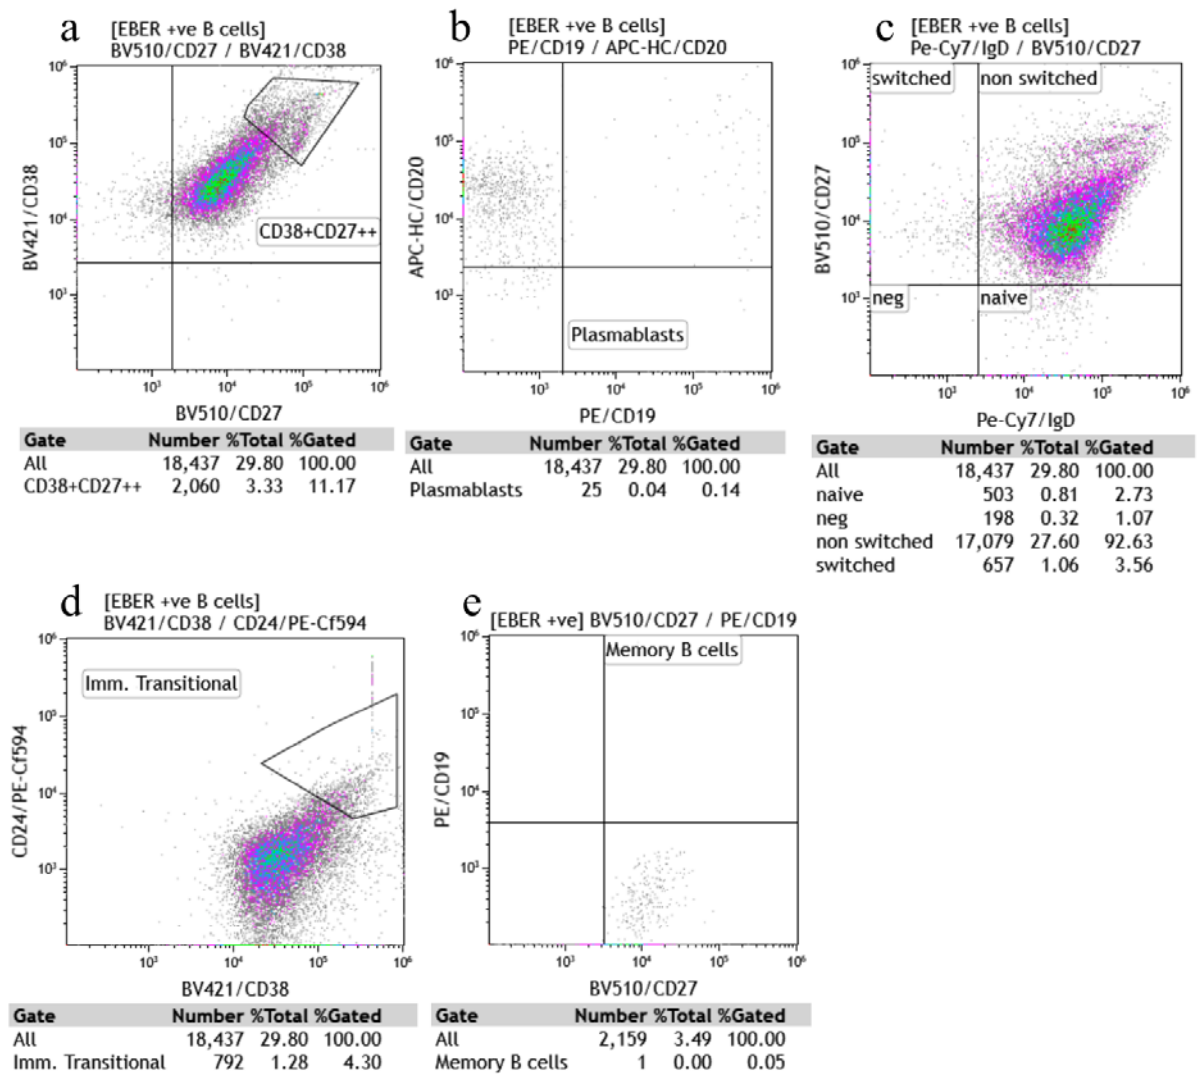 a
[EBER +ve B cells]
BV510/CD27 / BV421/CD38
10⁶
10⁵
10⁴
10³
BV421/CD38
CD38+CD27++
10³ 10⁴ 10⁵ 10⁶
BV510/CD27
Gate Number %Total %Gated
All 18,437 29.80 100.00
CD38+CD27++ 2,060 3.33 11.17
b
[EBER +ve B cells]
PE/CD19 / APC-HC/CD20
10⁶
10⁵
10⁴
10³
APC-HC/CD20
Plasmablasts
10³ 10⁴ 10⁵ 10⁶
PE/CD19
Gate Number %Total %Gated
All 18,437 29.80 100.00
Plasmablasts 25 0.04 0.14
c
[EBER +ve B cells]
Pe-Cy7/IgD / BV510/CD27
10⁶
10⁵
10⁴
10³
BV510/CD27
switched non switched
neg naive
10³ 10⁴ 10⁵ 10⁶
Pe-Cy7/IgD
Gate Number %Total %Gated
All 18,437 29.80 100.00
naive 503 0.81 2.73
neg 198 0.32 1.07
non switched 17,079 27.60 92.63
switched 657 1.06 3.56
d
[EBER +ve B cells]
BV421/CD38 / CD24/PE-Cf594
10⁶
10⁵
10⁴
10³
CD24/PE-Cf594
Imm. Transitional
10³ 10⁴ 10⁵ 10⁶
BV421/CD38
Gate Number %Total %Gated
All 18,437 29.80 100.00
Imm. Transitional 792 1.28 4.30
e
[EBER +ve] BV510/CD27 / PE/CD19
10⁶
10⁵
10⁴
10³
PE/CD19
Memory B cells
10³ 10⁴ 10⁵ 10⁶
BV510/CD27
Gate Number %Total %Gated
All 2,159 3.49 100.00
Memory B cells 1 0.00 0.05